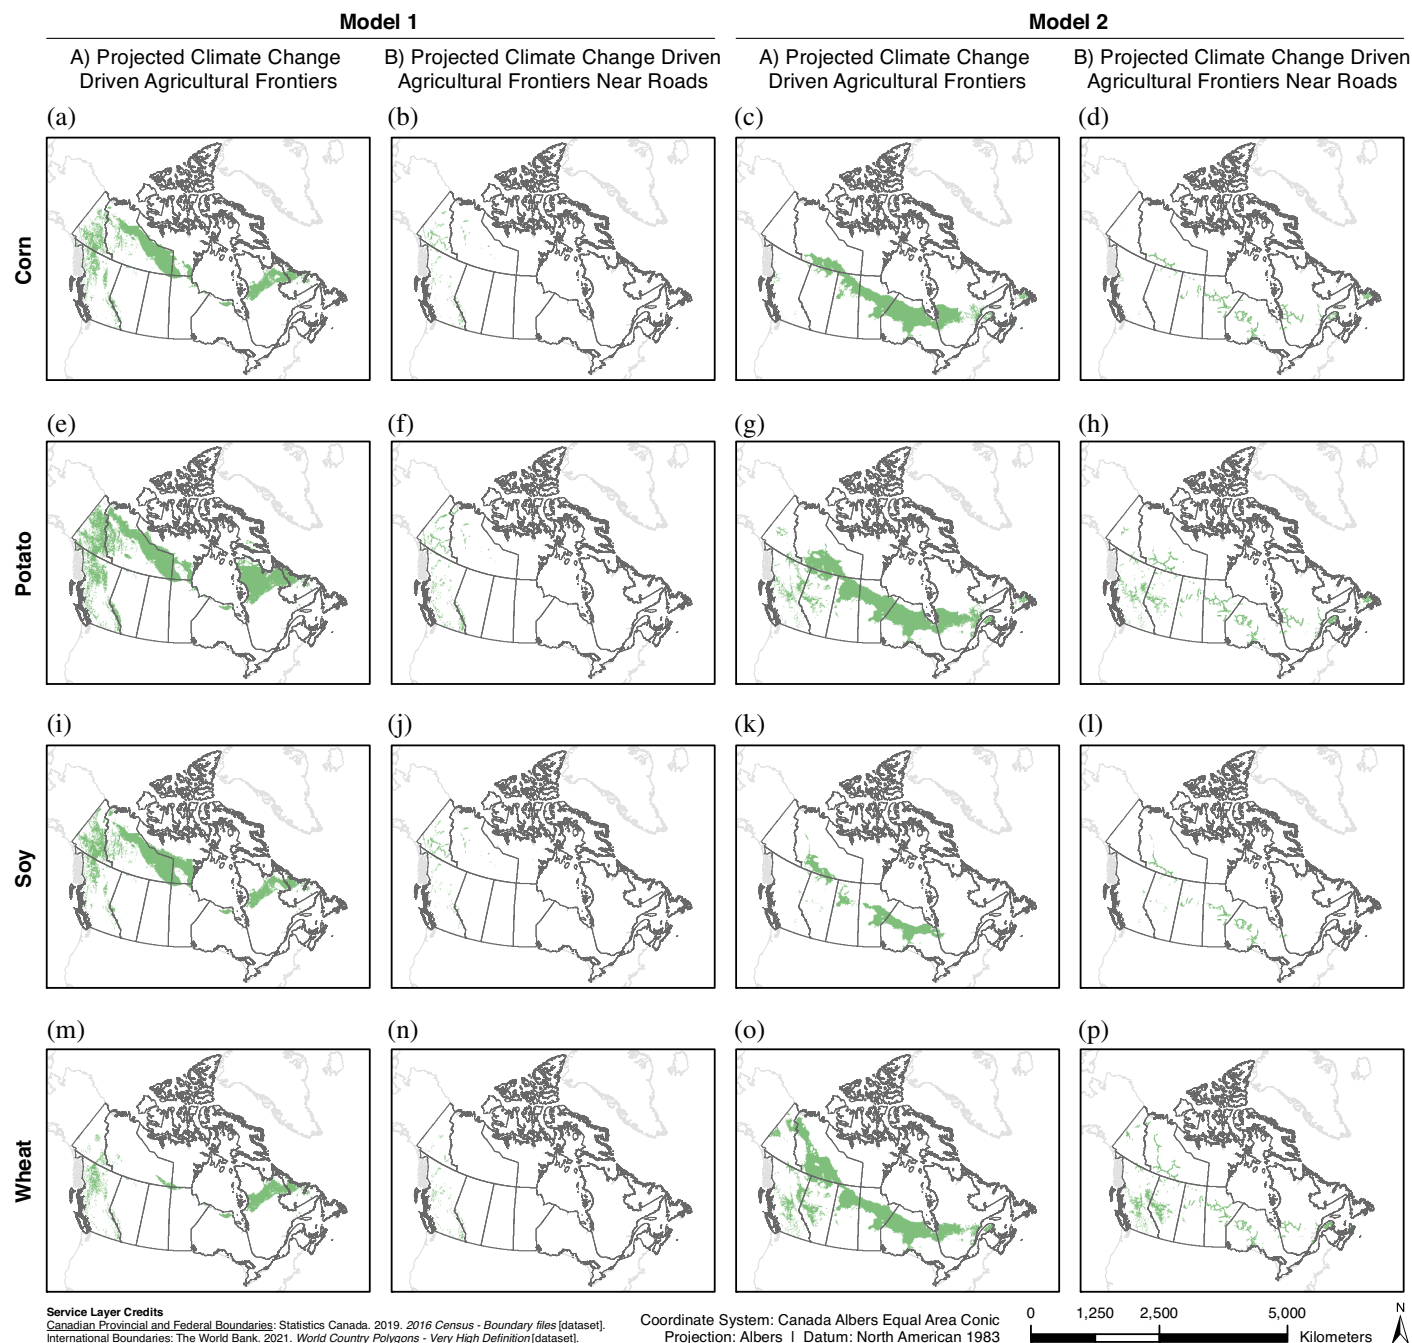 Model 1
Model 2
A) Projected Climate Change
Driven Agricultural Frontiers
B) Projected Climate Change Driven
Agricultural Frontiers Near Roads
A) Projected Climate Change
Driven Agricultural Frontiers
B) Projected Climate Change Driven
Agricultural Frontiers Near Roads
(a)
(b)
(c)
(d)
Corn
(e)
(f)
(g)
(h)
Potato
(i)
(j)
(k)
(l)
Soy
(m)
(n)
(o)
(p)
Wheat
Service Layer Credits
Canadian Provincial and Federal Boundaries: Statistics Canada. 2019. 2016 Census - Boundary files [dataset].
International Boundaries: The World Bank. 2021. World Country Polygons - Very High Definition [dataset].
Coordinate System: Canada Albers Equal Area Conic
Projection: Albers | Datum: North American 1983
0 1,250 2,500 5,000
Kilometers
N